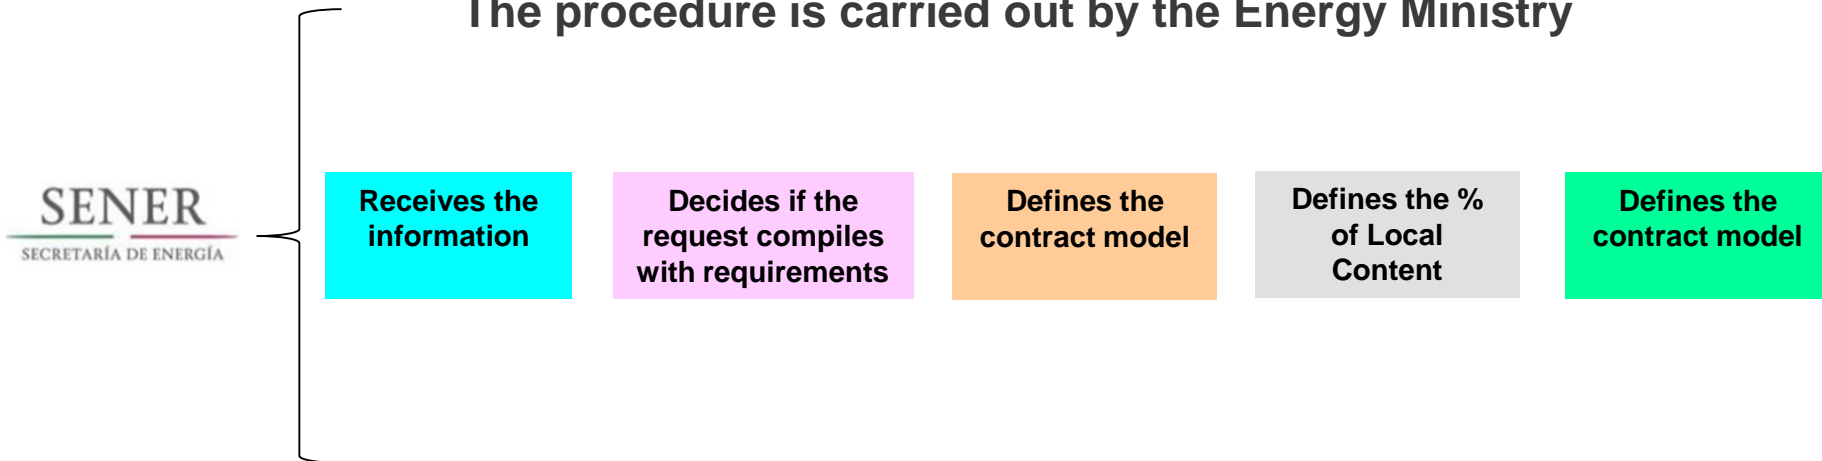 The procedure is carried out by the Energy Ministry
SENER
SECRETARÍA DE ENERGÍA
Receives the
information
Decides if the
request compiles
with requirements
Defines the
contract model
Defines the %
of Local
Content
Defines the
contract model